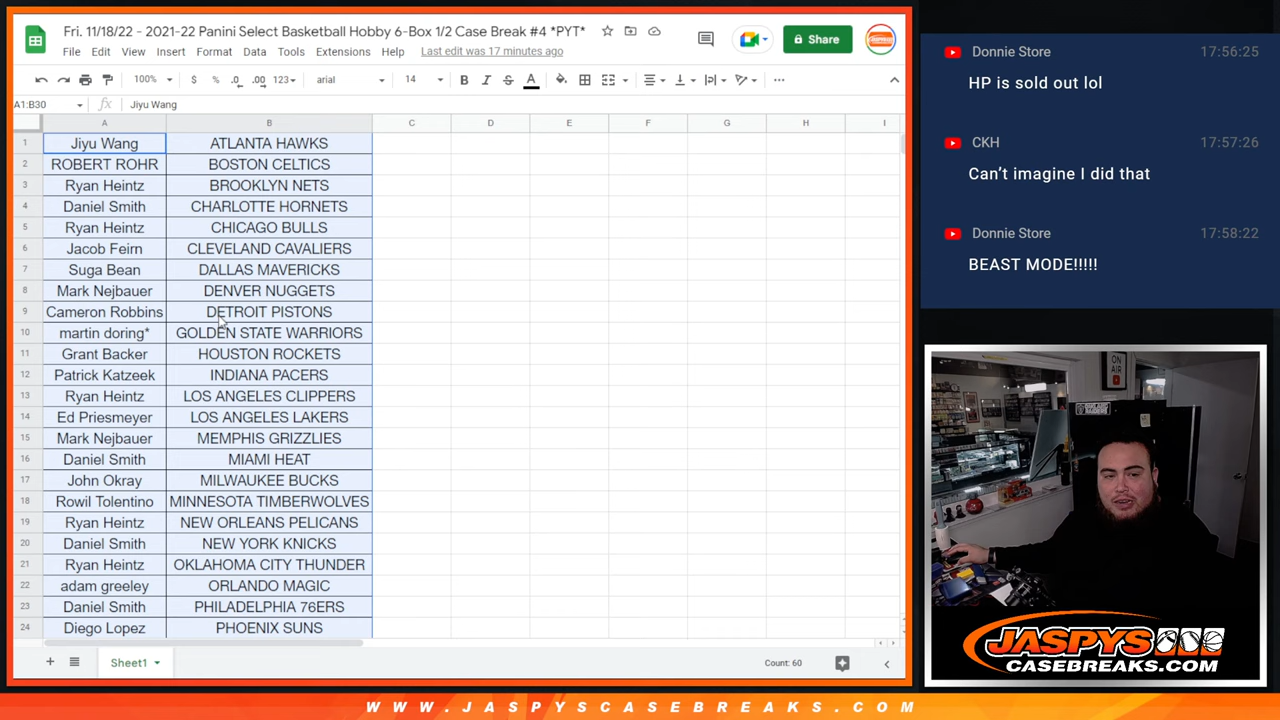 Fri. 11/18/22 - 2021-22 Panini Select Basketball Hobby 6-Box 1/2 Case Break #4 *PYT*
File Edit View Insert Format Data Tools Extensions Help Last edit was 17 minutes ago
Share
100% $ % .0 .00 123 arial 14 B I S A
A1:B30 fx Jiyu Wang
A B C D E F G H I
1 Jiyu Wang ATLANTA HAWKS
2 ROBERT ROHR BOSTON CELTICS
3 Ryan Heintz BROOKLYN NETS
4 Daniel Smith CHARLOTTE HORNETS
5 Ryan Heintz CHICAGO BULLS
6 Jacob Feirn CLEVELAND CAVALIERS
7 Suga Bean DALLAS MAVERICKS
8 Mark Nejbauer DENVER NUGGETS
9 Cameron Robbins DETROIT PISTONS
10 martin doring* GOLDEN STATE WARRIORS
11 Grant Backer HOUSTON ROCKETS
12 Patrick Katzeek INDIANA PACERS
13 Ryan Heintz LOS ANGELES CLIPPERS
14 Ed Priesmeyer LOS ANGELES LAKERS
15 Mark Nejbauer MEMPHIS GRIZZLIES
16 Daniel Smith MIAMI HEAT
17 John Okray MILWAUKEE BUCKS
18 Rowil Tolentino MINNESOTA TIMBERWOLVES
19 Ryan Heintz NEW ORLEANS PELICANS
20 Daniel Smith NEW YORK KNICKS
21 Ryan Heintz OKLAHOMA CITY THUNDER
22 adam greeley ORLANDO MAGIC
23 Daniel Smith PHILADELPHIA 76ERS
24 Diego Lopez PHOENIX SUNS
Sheet1
Count: 60
Donnie Store 17:56:25
HP is sold out lol
CKH 17:57:26
Can't imagine I did that
Donnie Store 17:58:22
BEAST MODE!!!!!
ON AIR
JASPYS
CASEBREAKS.COM
WWW.JASPYSCASEBREAKS.COM